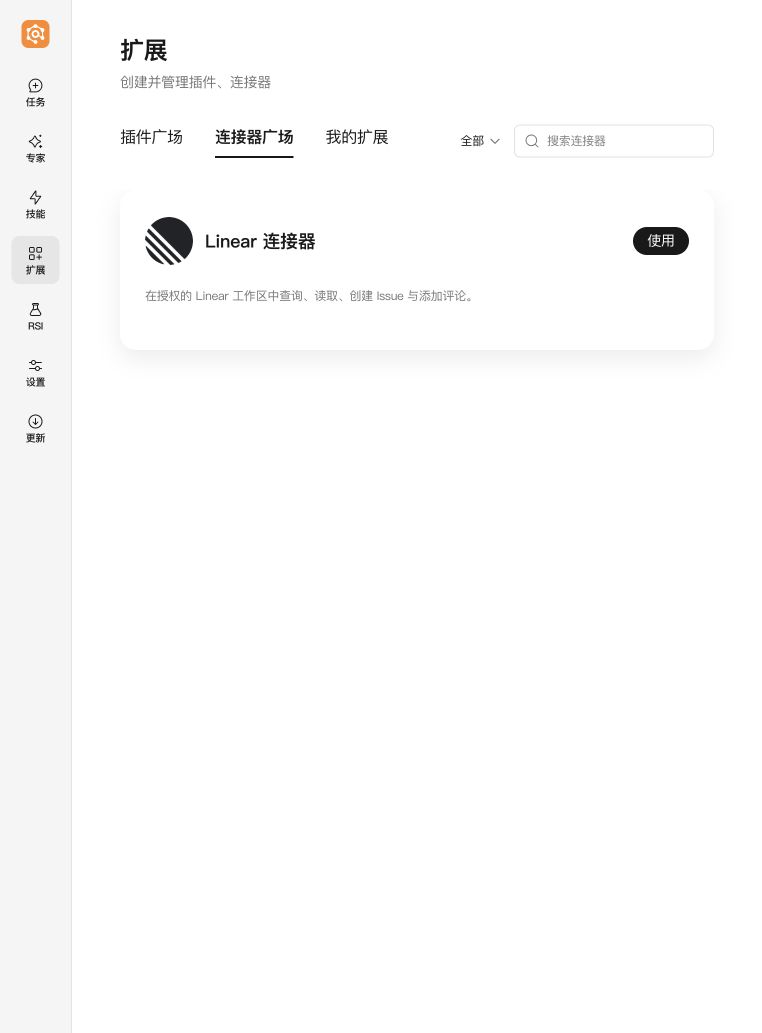 扩展
创建并管理插件、连接器
任务
专家
技能
扩展
RSI
设置
更新
插件广场
连接器广场
我的扩展
全部
搜索连接器
Linear 连接器
使用
在授权的 Linear 工作区中查询、读取、创建 Issue 与添加评论。